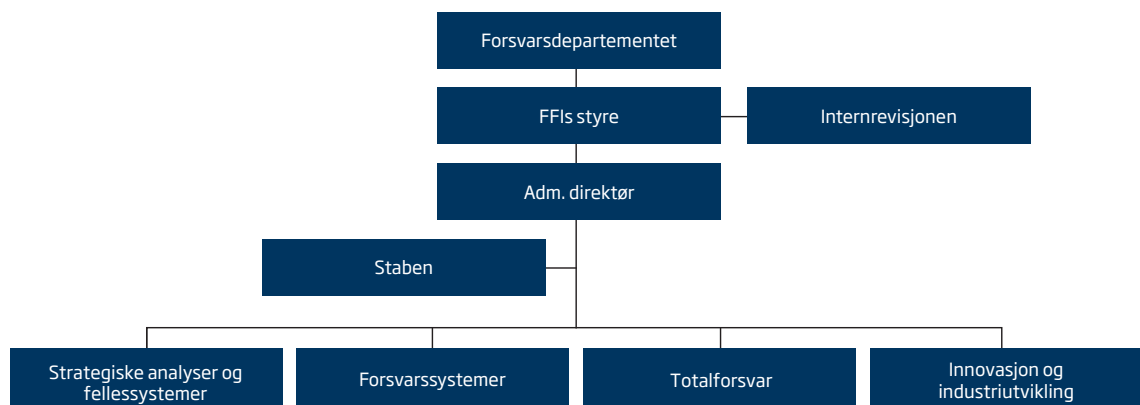 Forsvarsdepartementet
FFIs styre
Internrevisjonen
Adm. direktør
Staben
Strategiske analyser og
fellessystemer
Forsvarssystemer
Totalforsvar
Innovasjon og
industriutvikling